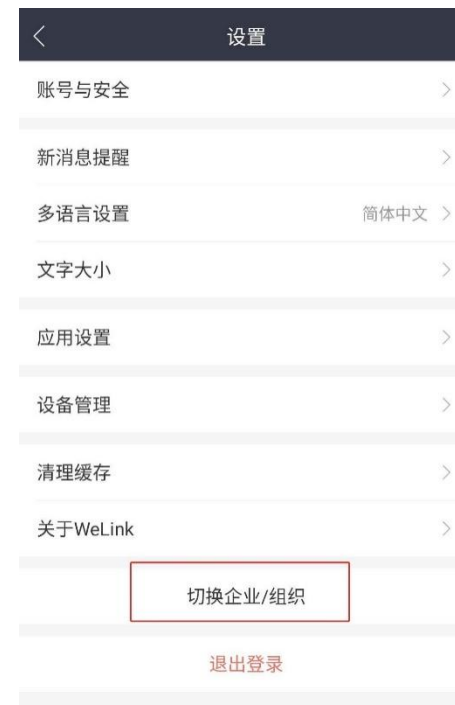 设置
账号与安全
新消息提醒
多语言设置 简体中文
文字大小
应用设置
设备管理
清理缓存
关于WeLink
切换企业/组织
退出登录